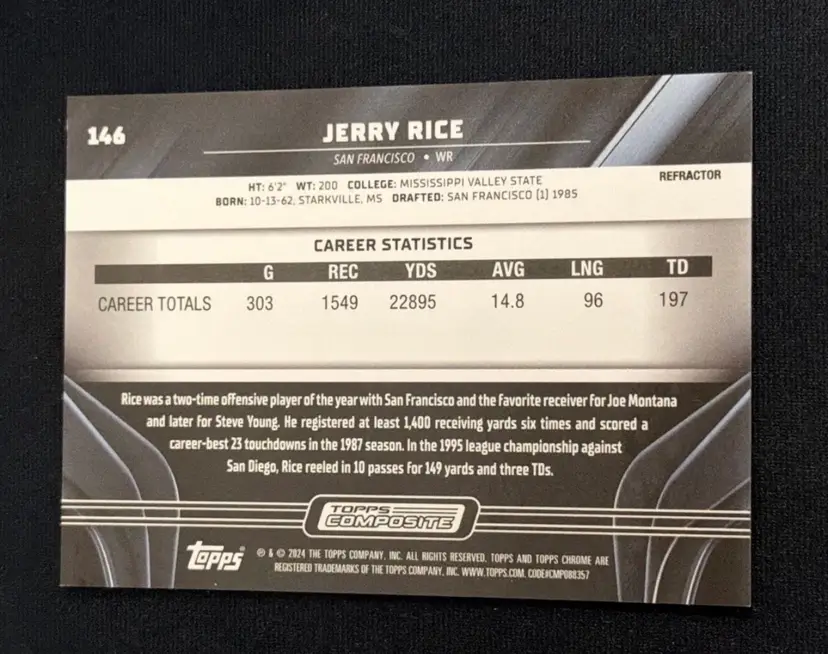 146
JERRY RICE
SAN FRANCISCO • WR
REFRACTOR
HT: 6'2" WT: 200 COLLEGE: MISSISSIPPI VALLEY STATE
BORN: 10-13-62, STARKVILLE, MS DRAFTED: SAN FRANCISCO (1) 1985
CAREER STATISTICS
G REC YDS AVG LNG TD
CAREER TOTALS 303 1549 22895 14.8 96 197
Rice was a two-time offensive player of the year with San Francisco and the favorite receiver for Joe Montana
and later for Steve Young. He registered at least 1,400 receiving yards six times and scored a
career-best 23 touchdowns in the 1987 season. In the 1995 league championship against
San Diego, Rice reeled in 10 passes for 149 yards and three TDs.
TOPPS
COMPOSITE
Topps® ® & © 2024 THE TOPPS COMPANY, INC. ALL RIGHTS RESERVED. TOPPS AND TOPPS CHROME ARE
REGISTERED TRADEMARKS OF THE TOPPS COMPANY, INC. WWW.TOPPS.COM. CODE#CMP088357